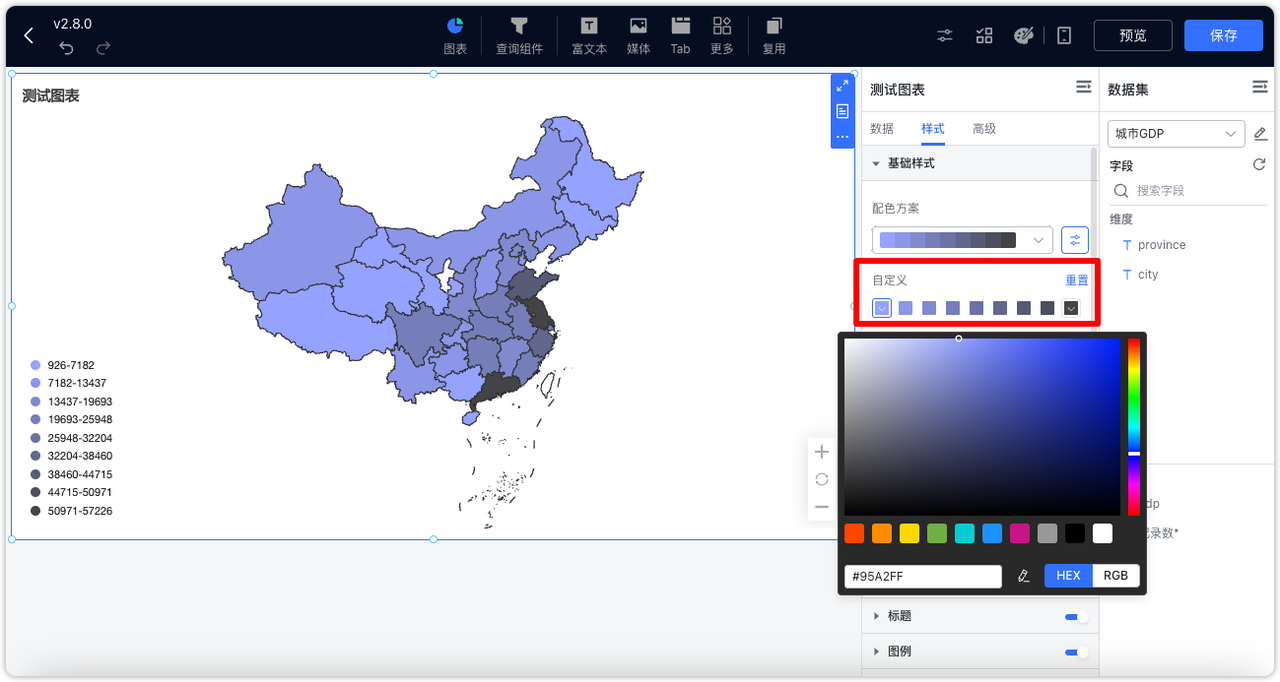 v2.8.0
图表
查询组件
富文本
媒体
Tab
更多
复用
预览
保存
测试图表
926-7182
7182-13437
13437-19693
19693-25948
25948-32204
32204-38460
38460-44715
44715-50971
50971-57226
测试图表
数据
样式
高级
基础样式
配色方案
自定义
重置
#95A2FF
HEX
RGB
标题
图例
数据集
城市GDP
字段
搜索字段
维度
T province
T city
dp
录数*